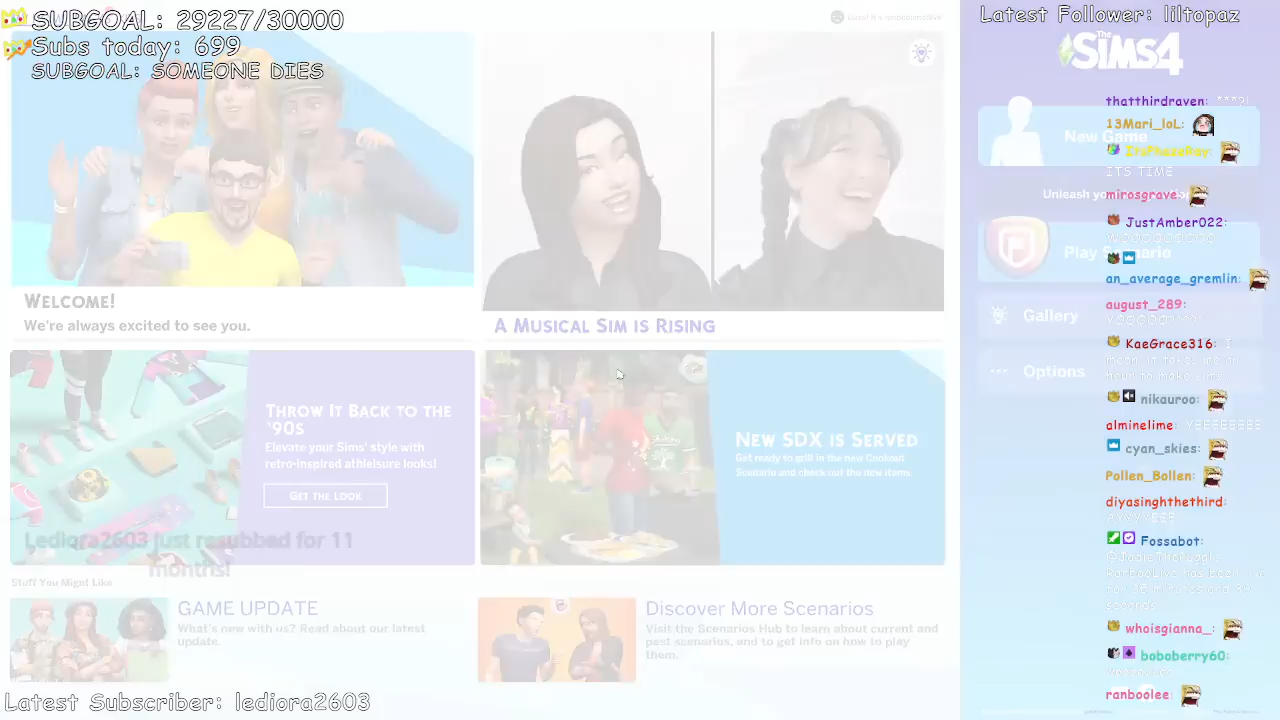 SUBGOAL: 29227/30000
Subs today: 629
SUBGOAL: SOMEONE DIES
Latest Follower: liltopaz
The Sims 4
WELCOME!
We're always excited to see you.
A MUSICAL SIM IS RISING
THROW IT BACK TO THE
'90S
Elevate your Sims' style with
retro-inspired athleisure looks!
GET THE LOOK
NEW SDX IS SERVED
Get ready to grill in the new Cookout
Scenario and check out the new items.
Lediora2603 just resubbed for 11
months!
Stuff You Might Like
GAME UPDATE
What's new with us? Read about our latest
update.
Discover More Scenarios
Visit the Scenarios Hub to learn about current and
past scenarios, and to get info on how to play
them.
Latest Subscriber: lediora2603
New Game
Unleash
Play Scenario
Gallery
Options
thatthirdraven:
13Mari_loL:
ItsPhazeRay:
ITS TIME
mirosgrave:
JustAmber022:
an_average_gremlin:
august_289:
KaeGrace316: I
nikauroo:
alminelime: YEEEEEEEE
cyan_skies:
Pollen_Bollen:
diyasinghthethird:
Fossabot:
whoisgianna_:
bobaberry60:
ranboolee: